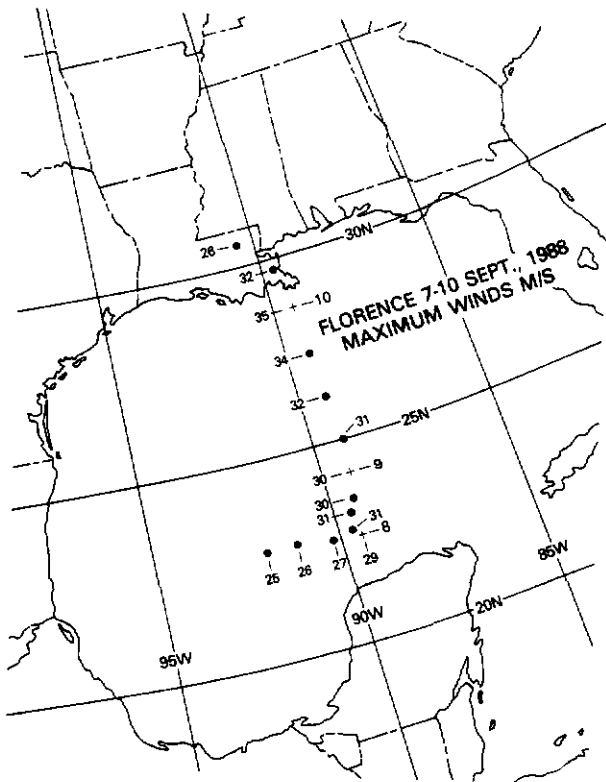 30N
28
32
10
35
FLORENCE 7-10 SEPT., 1988
MAXIMUM WINDS M/S
34
32
31
25N
30
9
30
31
31
8
25
26
27
29
85W
90W
20N
95W